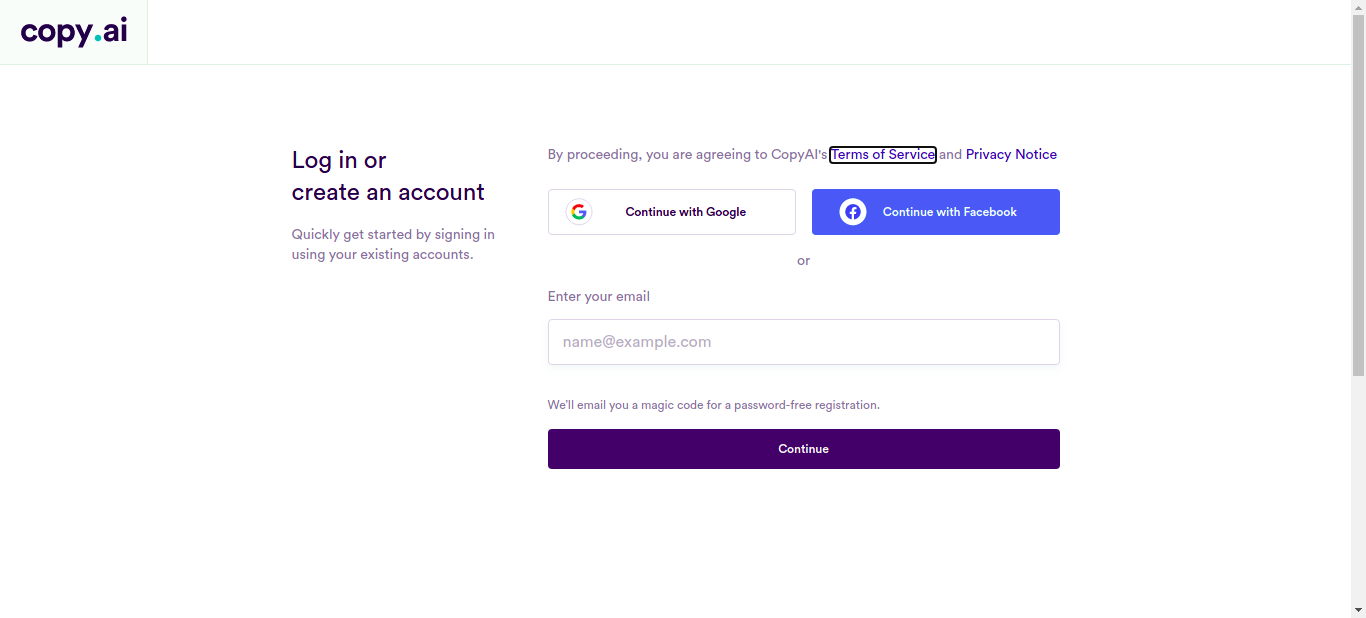 copy.ai
Log in or
create an account
Quickly get started by signing in
using your existing accounts.
By proceeding, you are agreeing to CopyAI's Terms of Service and Privacy Notice
Continue with Google
Continue with Facebook
or
Enter your email
name@example.com
We'll email you a magic code for a password-free registration.
Continue